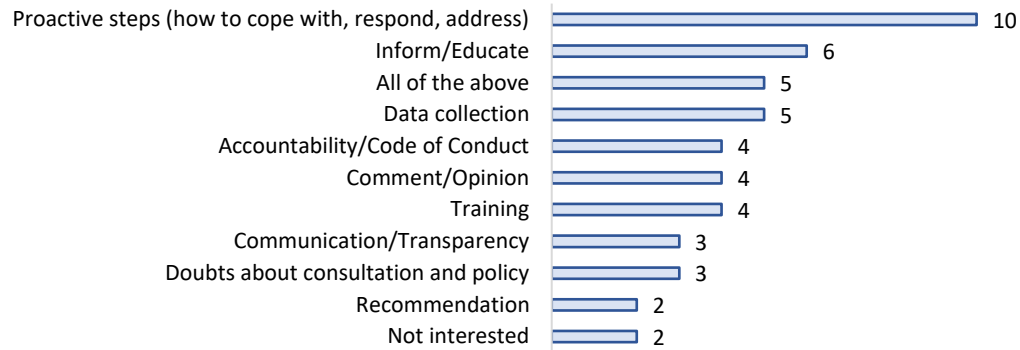 Proactive steps (how to cope with, respond, address) 10
Inform/Educate 6
All of the above 5
Data collection 5
Accountability/Code of Conduct 4
Comment/Opinion 4
Training 4
Communication/Transparency 3
Doubts about consultation and policy 3
Recommendation 2
Not interested 2